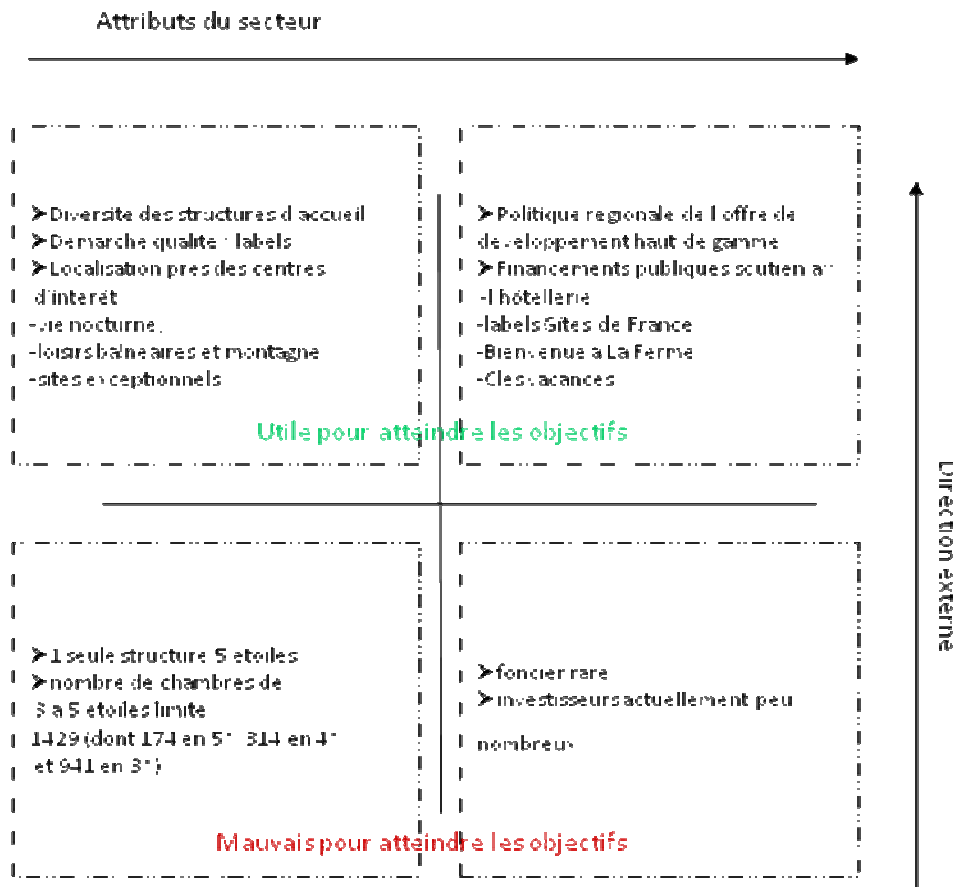 Attributs du secteur
➤Diversite des structures d accueil
➤Demarche qualite : labels
➤Localisation pres des centres
d'interêt
-vie nocturne,
-loisirs balneaires et montagne
-sites exceptionnels
➤Politique regionale de l offre de
developpement haut de gamme
➤Financements publiques soutien a
-l hôtellerie
-labels Gîtes de France
-Bienvenue a La Ferme
-Cles vacances
Utile pour atteindre les objectifs
Direction externe
➤1 seule structure 5 etoiles
➤nombre de chambres de
3 a 5 etoiles limite
1429 (dont 174 en 5* 314 en 4*
et 941 en 3*)
➤foncier rare
➤investisseurs actuellement peu
nombreux
Mauvais pour atteindre les objectifs